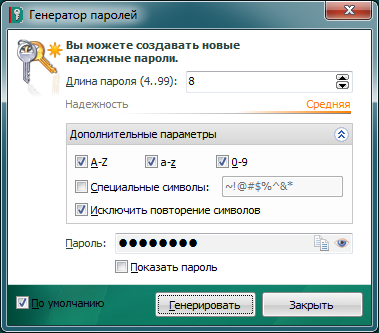 Генератор паролей
Вы можете создавать новые
надежные пароли.
Длина пароля (4..99): 8
Надежность Средняя
Дополнительные параметры
A-Z a-z 0-9
Специальные символы: ~!@#$%^&*
Исключить повторение символов
Пароль: ●●●●●●●●
Показать пароль
По умолчанию Генерировать Закрыть